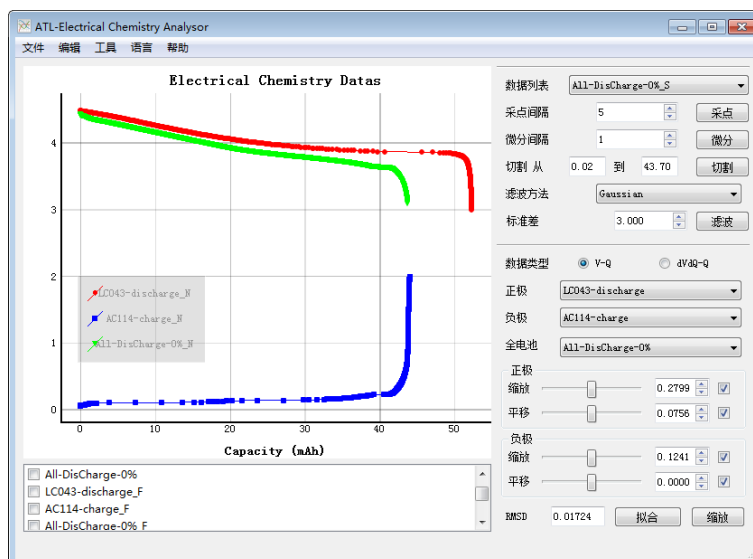 ATL-Electrical Chemistry Analysor
文件 编辑 工具 语言 帮助
Electrical Chemistry Datas
4
3
2
1
0
LC043-discharge_N
AC114-charge_N
All-DisCharge-0%_N
0 10 20 30 40 50
Capacity (mAh)
All-DisCharge-0%
LC043-discharge_F
AC114-charge_F
All-DisCharge-0%_F
数据列表 All-DisCharge-0%_S
采点间隔 5 采点
微分间隔 1 微分
切割 从 0.02 到 43.70 切割
滤波方法 Gaussian
标准差 3.000 滤波
数据类型 V-Q dVdQ-Q
正极 LC043-discharge
负极 AC114-charge
全电池 All-DisCharge-0%
正极
缩放 0.2799
平移 0.0756
负极
缩放 0.1241
平移 0.0000
RMSD 0.01724 拟合 缩放